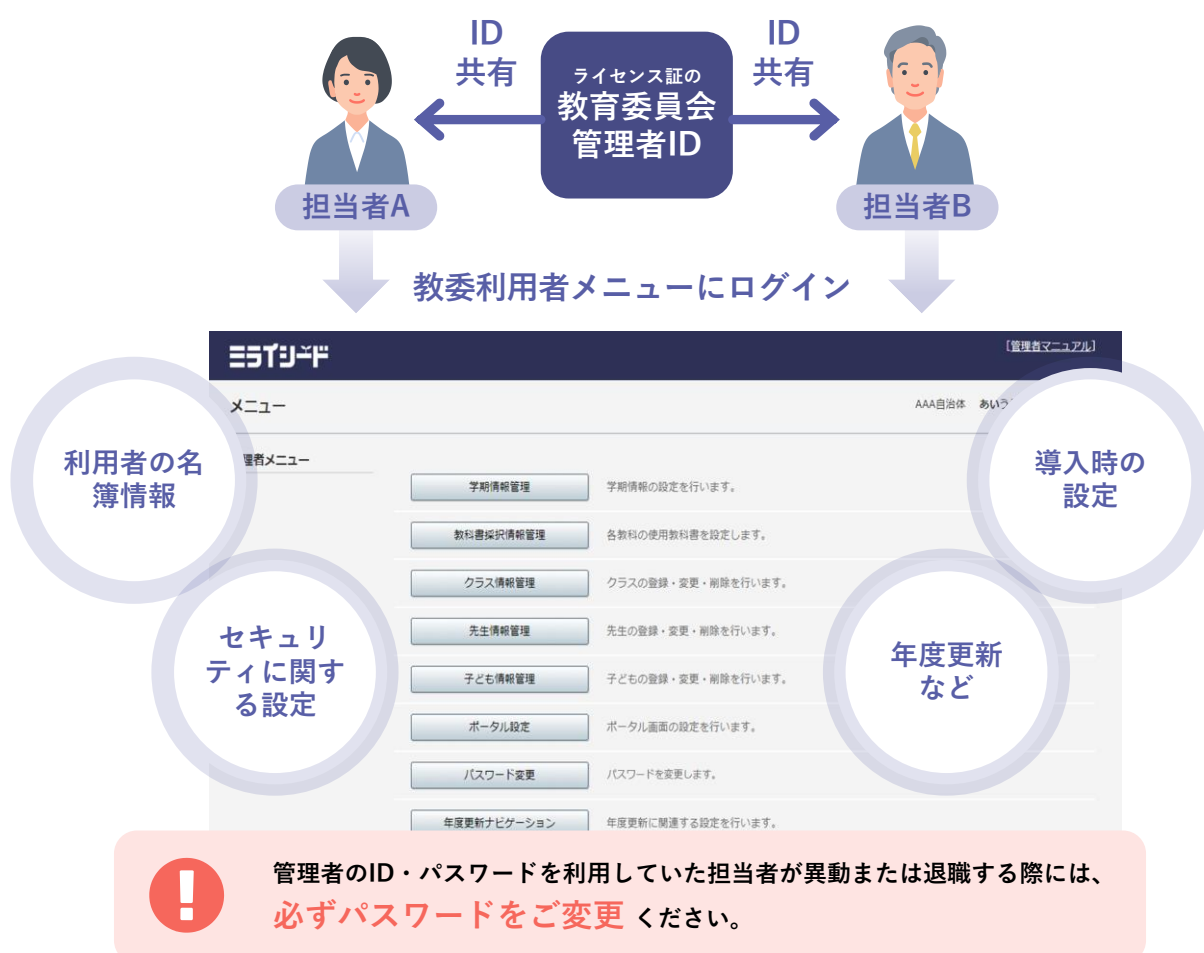 ID
共有
ライセンス証の
教育委員会
管理者ID
ID
共有
担当者A
担当者B
教委利用者メニューにログイン
ミライシード
[管理者マニュアル]
メニュー
AAA自治体 あいう
理者メニュー
利用者の名
簿情報
導入時の
設定
学期情報管理 学期情報の設定を行います。
教科書採択情報管理 各教科の使用教科書を設定します。
クラス情報管理 クラスの登録・変更・削除を行います。
セキュリ
ティに関す
る設定
先生情報管理 先生の登録・変更・削除を行います。
年度更新
など
子ども情報管理 子どもの登録・変更・削除を行います。
ポータル設定 ポータル画面の設定を行います。
パスワード変更 パスワードを変更します。
年度更新ナビゲーション 年度更新に関連する設定を行います。
管理者のID・パスワードを利用していた担当者が異動または退職する際には、
必ずパスワードをご変更 ください。